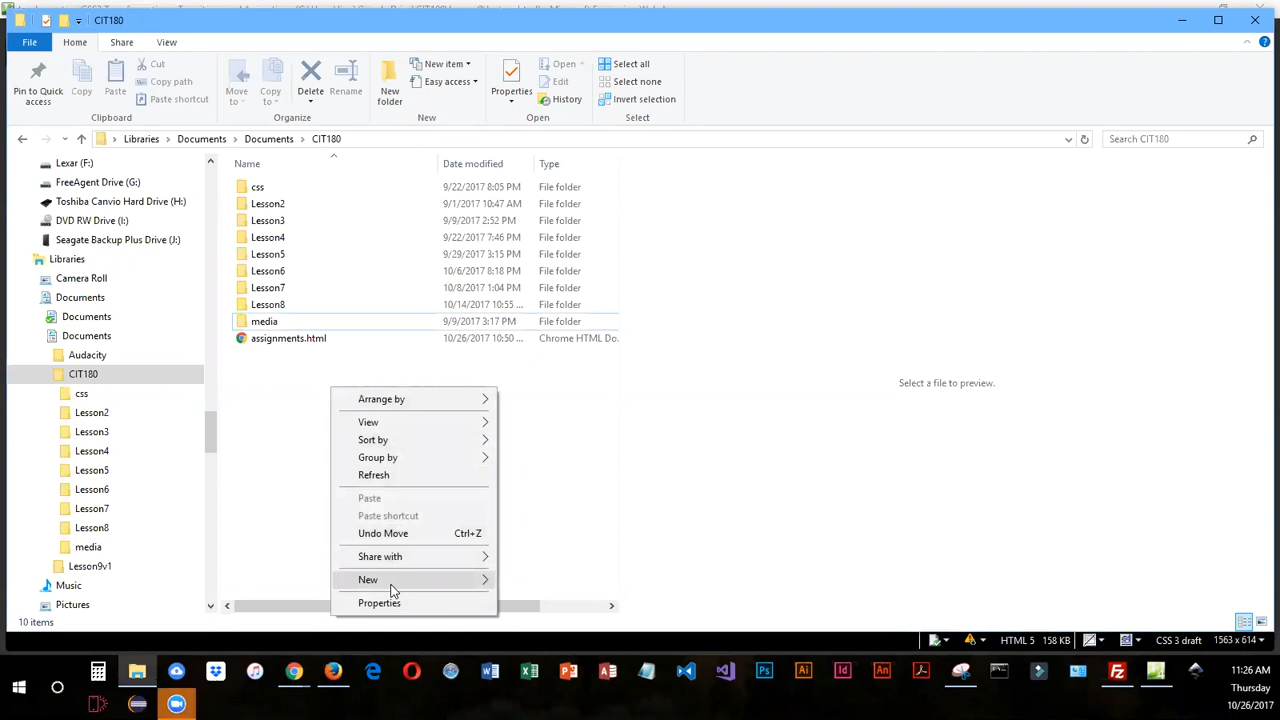 CIT180
File Home Share View
Pin to Quick access
Copy
Paste
Cut
Copy path
Paste shortcut
Clipboard
Move to
Copy to
Delete
Rename
Organize
New folder
New item
Easy access
New
Properties
Open
Edit
History
Open
Select all
Select none
Invert selection
Select
Libraries Documents Documents CIT180
Search CIT180
Lexar (F:)
FreeAgent Drive (G:)
Toshiba Canvio Hard Drive (H:)
DVD RW Drive (I:)
Seagate Backup Plus Drive (J:)
Libraries
Camera Roll
Documents
Documents
Documents
Audacity
CIT180
css
Lesson2
Lesson3
Lesson4
Lesson5
Lesson6
Lesson7
Lesson8
media
Lesson9v1
Music
Pictures
Name Date modified Type
css 9/22/2017 8:05 PM File folder
Lesson2 9/1/2017 10:47 AM File folder
Lesson3 9/9/2017 2:52 PM File folder
Lesson4 9/22/2017 7:46 PM File folder
Lesson5 9/29/2017 3:15 PM File folder
Lesson6 10/6/2017 8:18 PM File folder
Lesson7 10/8/2017 1:04 PM File folder
Lesson8 10/14/2017 10:55 ... File folder
media 9/9/2017 3:17 PM File folder
assignments.html 10/26/2017 10:50 ... Chrome HTML Do.
Arrange by
View
Sort by
Group by
Refresh
Paste
Paste shortcut
Undo Move Ctrl+Z
Share with
New
Properties
Select a file to preview.
10 items
HTML 5 158 KB CSS 3 draft 1563 x 614
11:26 AM
Thursday
10/26/2017